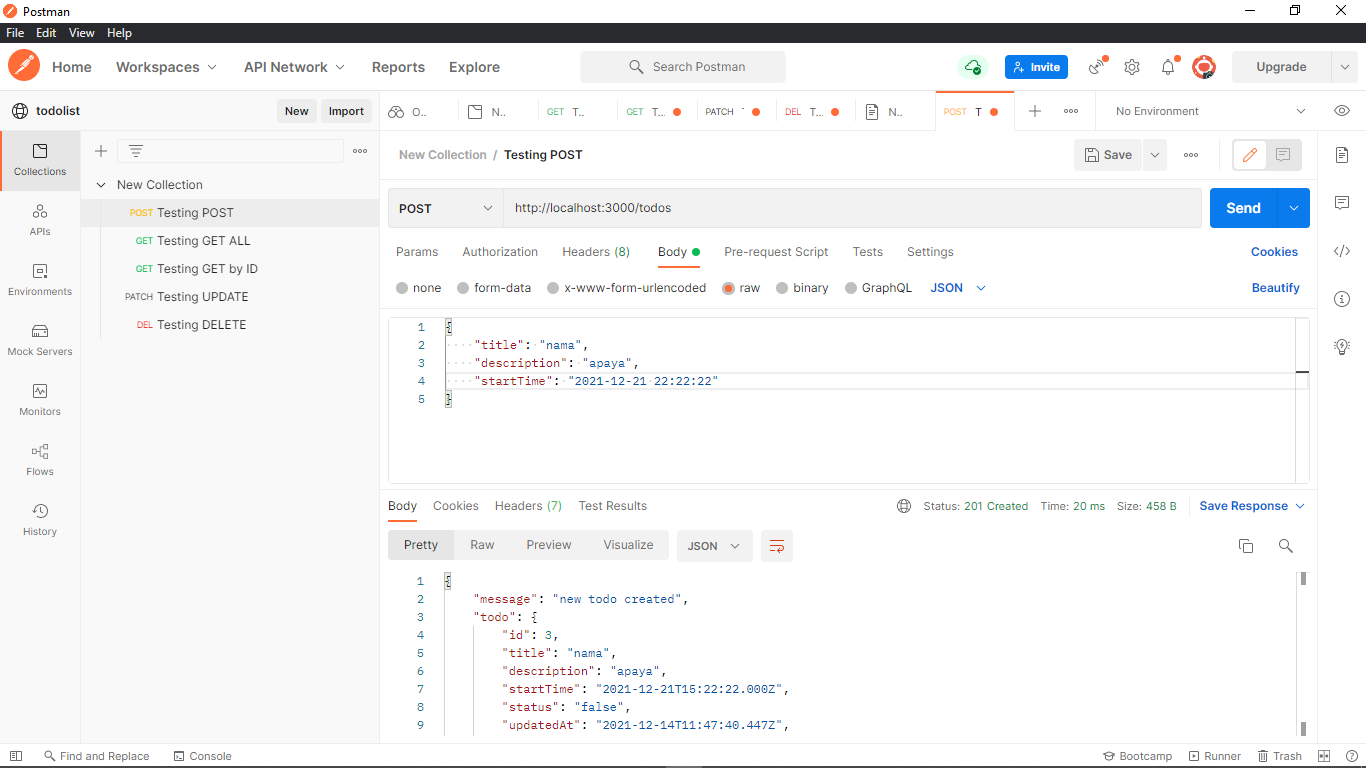 Postman
File Edit View Help
Home Workspaces API Network Reports Explore Search Postman Invite Upgrade
todolist New Import O.. N.. GET T.. GET T... PATCH DEL T... N.. POST T No Environment
Collections
APIs
Environments
Mock Servers
Monitors
Flows
History
New Collection
POST Testing POST
GET Testing GET ALL
GET Testing GET by ID
PATCH Testing UPDATE
DEL Testing DELETE
New Collection / Testing POST Save
POST http://localhost:3000/todos Send
Params Authorization Headers (8) Body Pre-request Script Tests Settings Cookies
none form-data x-www-form-urlencoded raw binary GraphQL JSON Beautify
1 {
2 "title": "nama",
3 "description": "apaya",
4 "startTime": "2021-12-21 22:22:22"
5 }
Body Cookies Headers (7) Test Results Status: 201 Created Time: 20 ms Size: 458 B Save Response
Pretty Raw Preview Visualize JSON
1 {
2 "message": "new todo created",
3 "todo": {
4 "id": 3,
5 "title": "nama",
6 "description": "apaya",
7 "startTime": "2021-12-21T15:22:22.000Z",
8 "status": "false",
9 "updatedAt": "2021-12-14T11:47:40.447Z",
Find and Replace Console Bootcamp Runner Trash